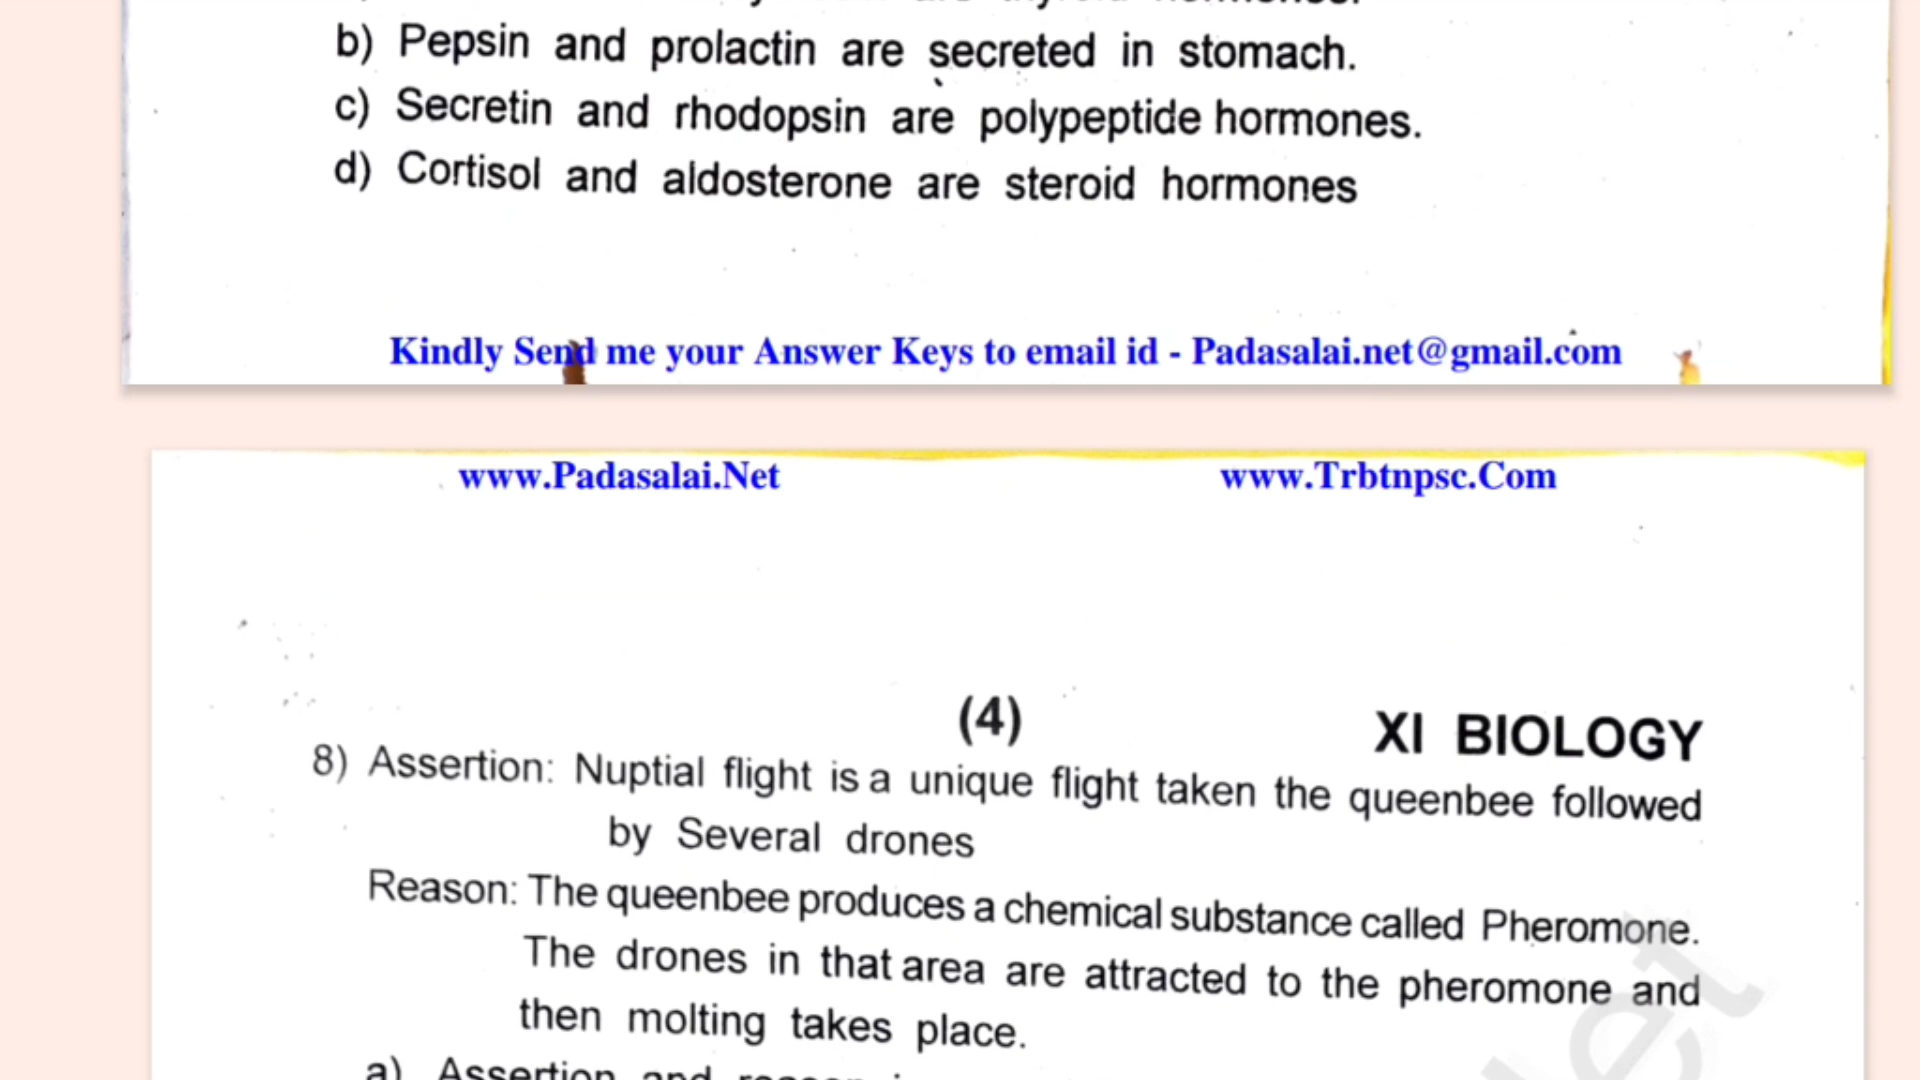 b) Pepsin and prolactin are secreted in stomach.
c) Secretin and rhodopsin are polypeptide hormones.
d) Cortisol and aldosterone are steroid hormones
Kindly Send me your Answer Keys to email id - Padasalai.net@gmail.com
www.Padasalai.Net www.Trbtnpsc.Com
(4) XI BIOLOGY
8) Assertion: Nuptial flight is a unique flight taken the queenbee followed
by Several drones
Reason: The queenbee produces a chemical substance called Pheromone.
The drones in that area are attracted to the pheromone and
then molting takes place.
a) Assertion and reason